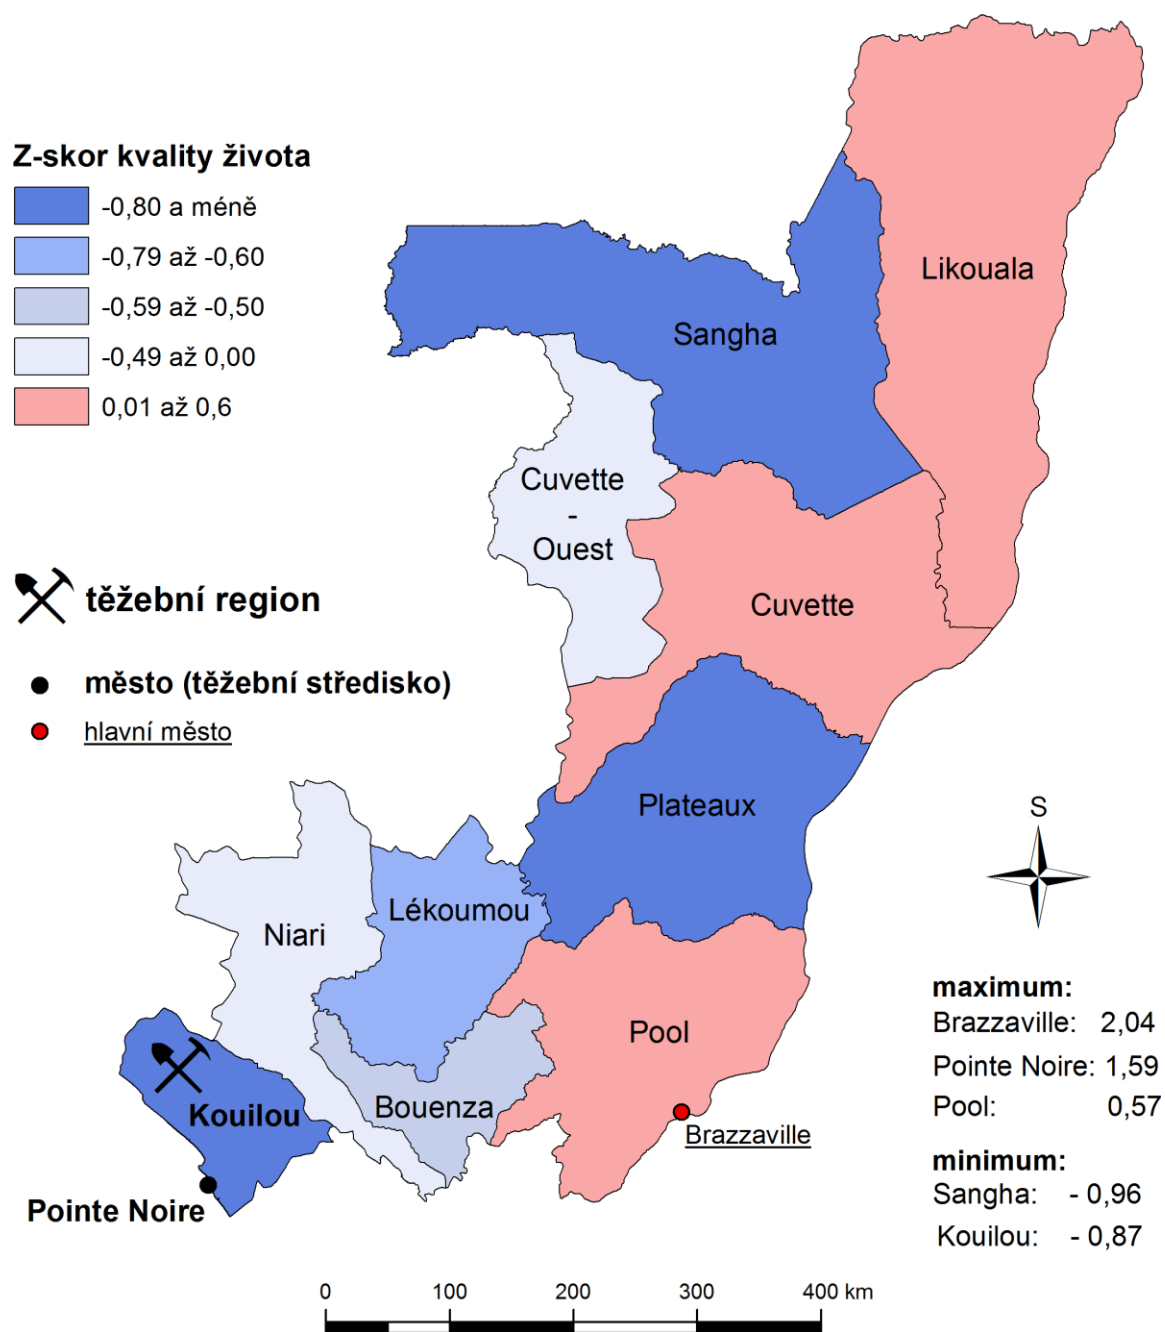 Z-skor kvality života
-0,80 a méně
-0,79 až -0,60
-0,59 až -0,50
-0,49 až 0,00
0,01 až 0,6
těžební region
město (těžební středisko)
hlavní město
Likouala
Sangha
Cuvette
-
Ouest
Cuvette
Plateaux
Lékoumou
Niari
Pool
Bouenza
Kouilou
Brazzaville
Pointe Noire
S
maximum:
Brazzaville: 2,04
Pointe Noire: 1,59
Pool: 0,57
minimum:
Sangha: - 0,96
Kouilou: - 0,87
0 100 200 300 400 km